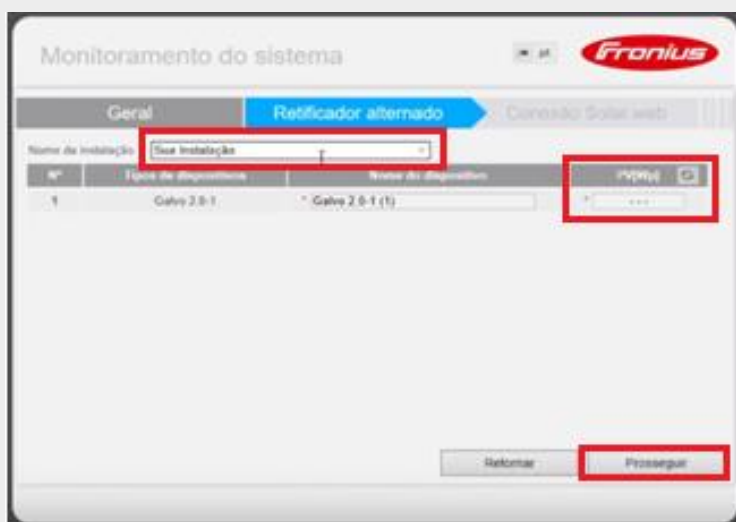 Monitoramento do sistema
pt
Fronius
Geral
Retificador alternado
Conexão Solar.web
Nome da instalação
Sua Instalação
Nº
Tipos de dispositivos
Nome do dispositivo
PV[Wp]
1
Galvo 2.0-1
* Galvo 2.0-1 (1)
* ---
Retornar
Prosseguir